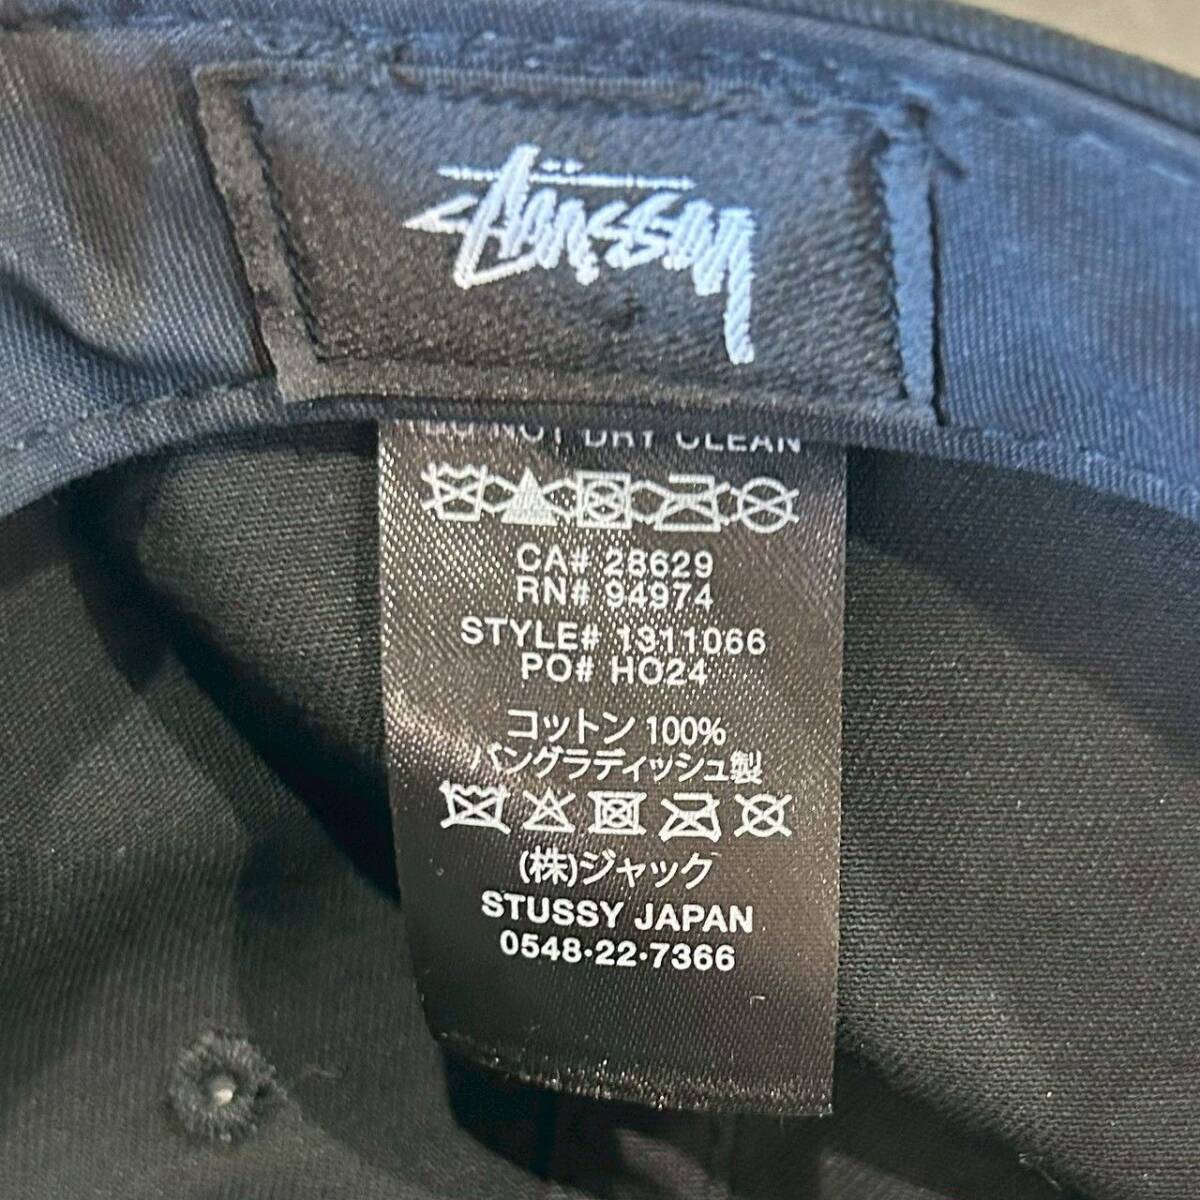 STÜSSY
DO NOT DRY CLEAN
CA# 28629
RN# 94974
STYLE# 1311066
PO# HO24
コットン 100%
バングラディッシュ製
(株)ジャック
STUSSY JAPAN
0548·22·7366